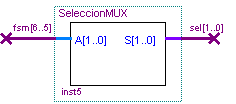 SeleccionMUX
fsm[6..5]
A[1..0]
S[1..0]
sel[1..0]
inst5